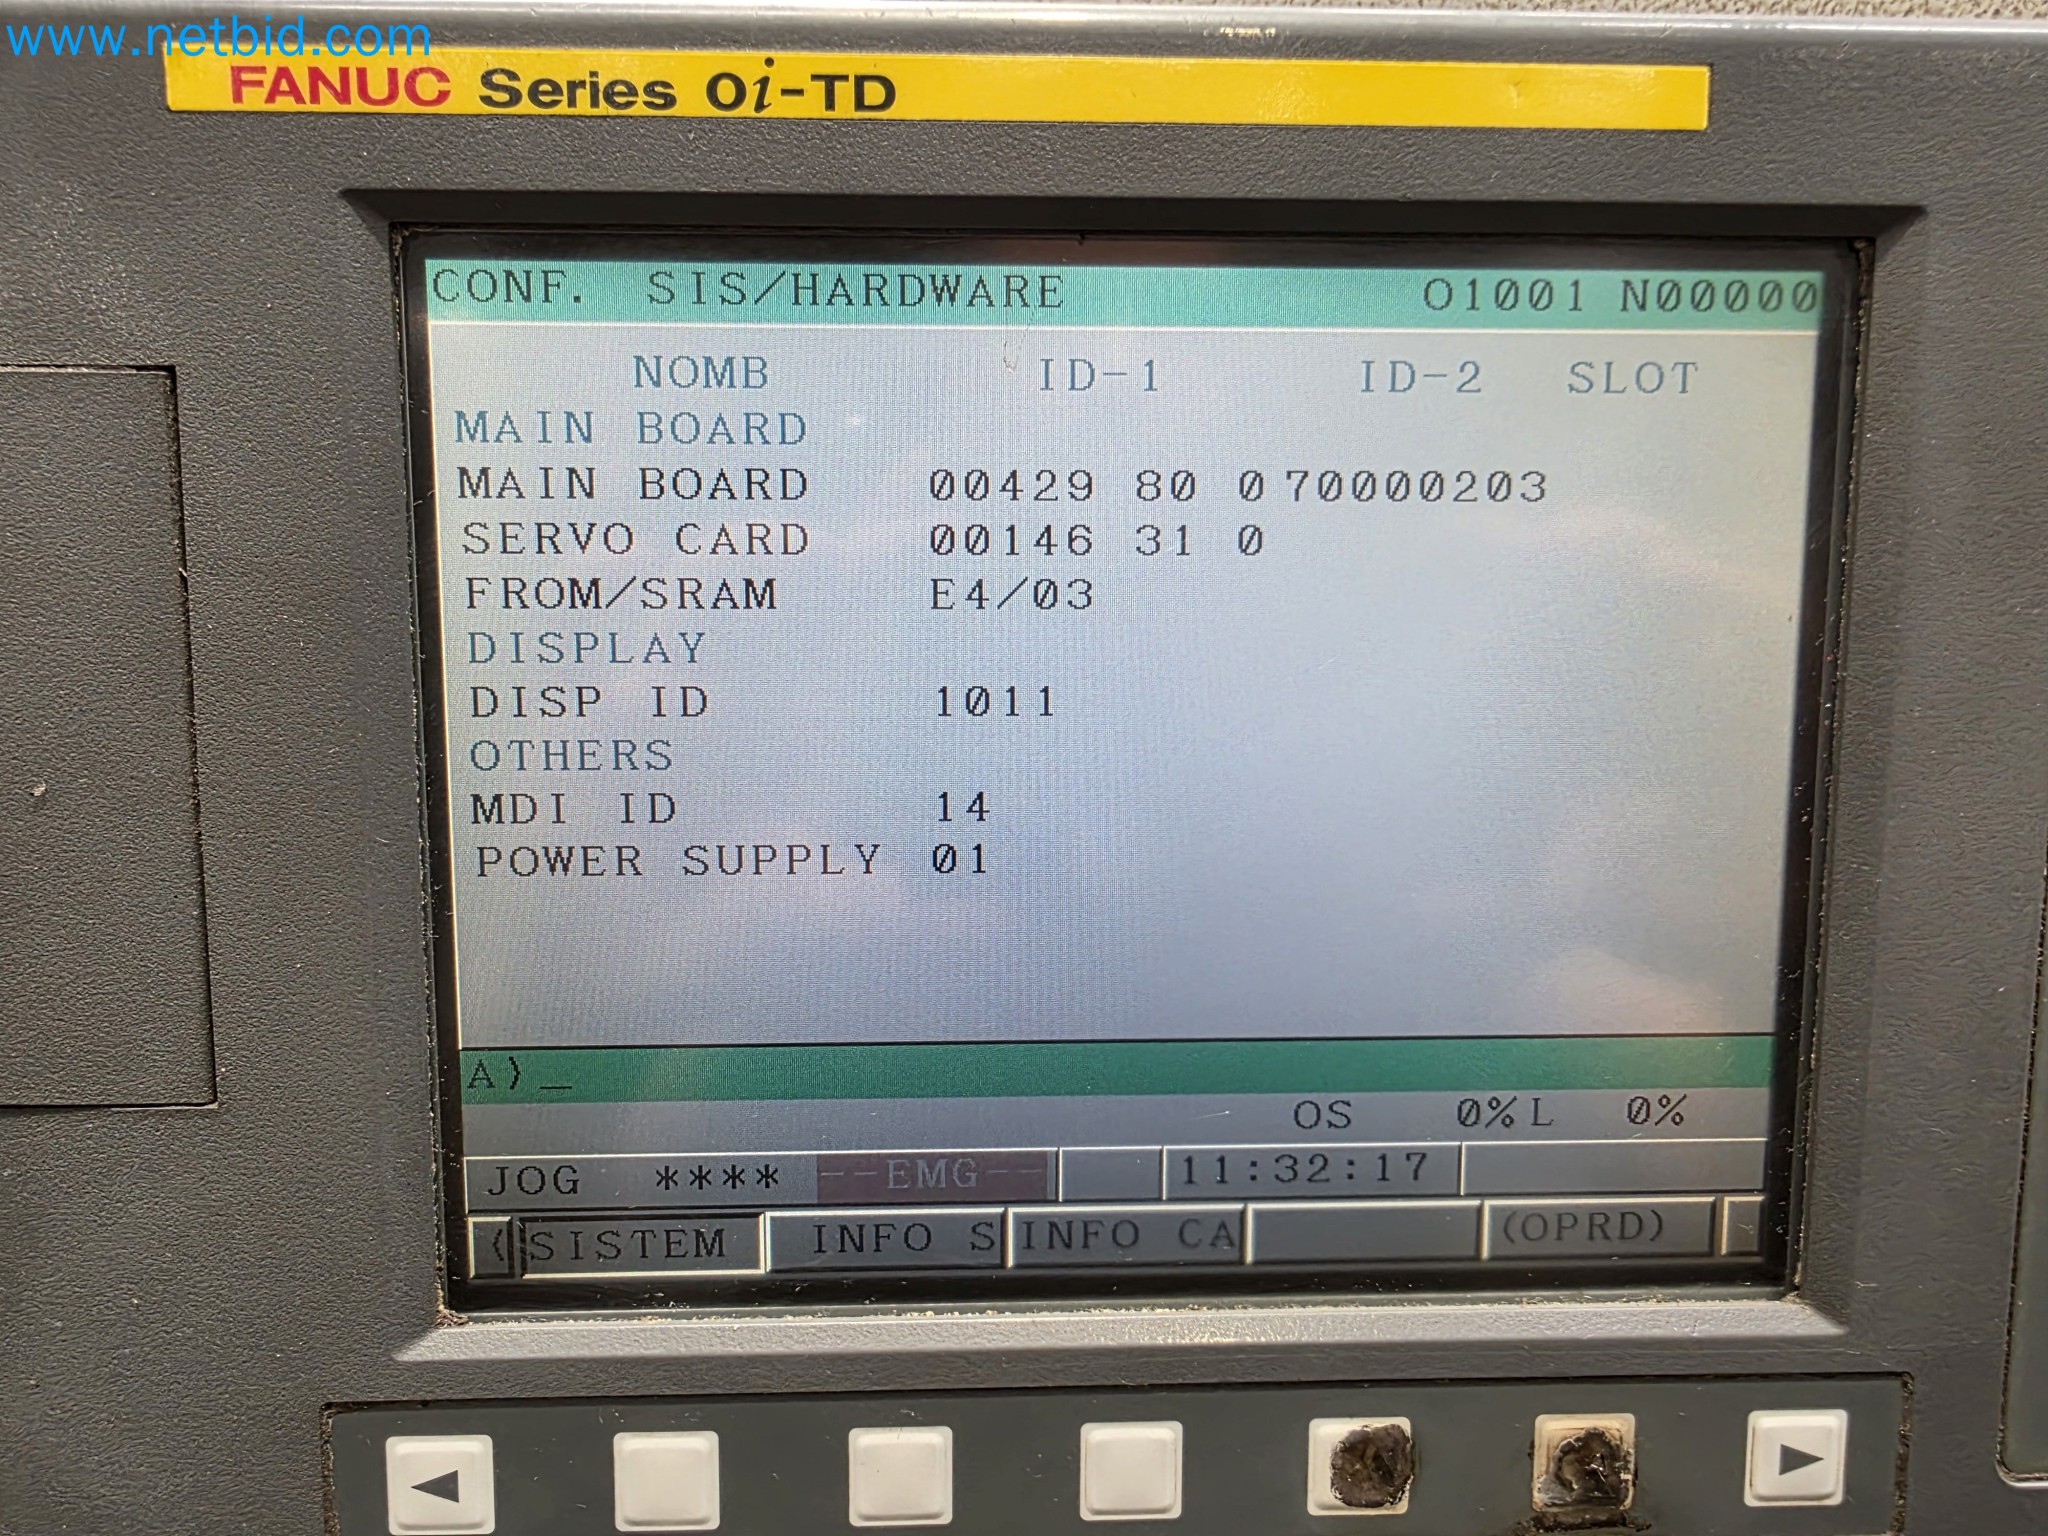 www.netbid.com
FANUC Series 0i-TD
CONF. SIS/HARDWARE O1001 N00000
NOMB ID-1 ID-2 SLOT
MAIN BOARD
MAIN BOARD 00429 80 0 70000203
SERVO CARD 00146 31 0
FROM/SRAM E4/03
DISPLAY
DISP ID 1011
OTHERS
MDI ID 14
POWER SUPPLY 01
A)_
OS 0% L 0%
JOG **** --EMG-- 11:32:17
(SISTEM INFO S INFO CA (OPRD)